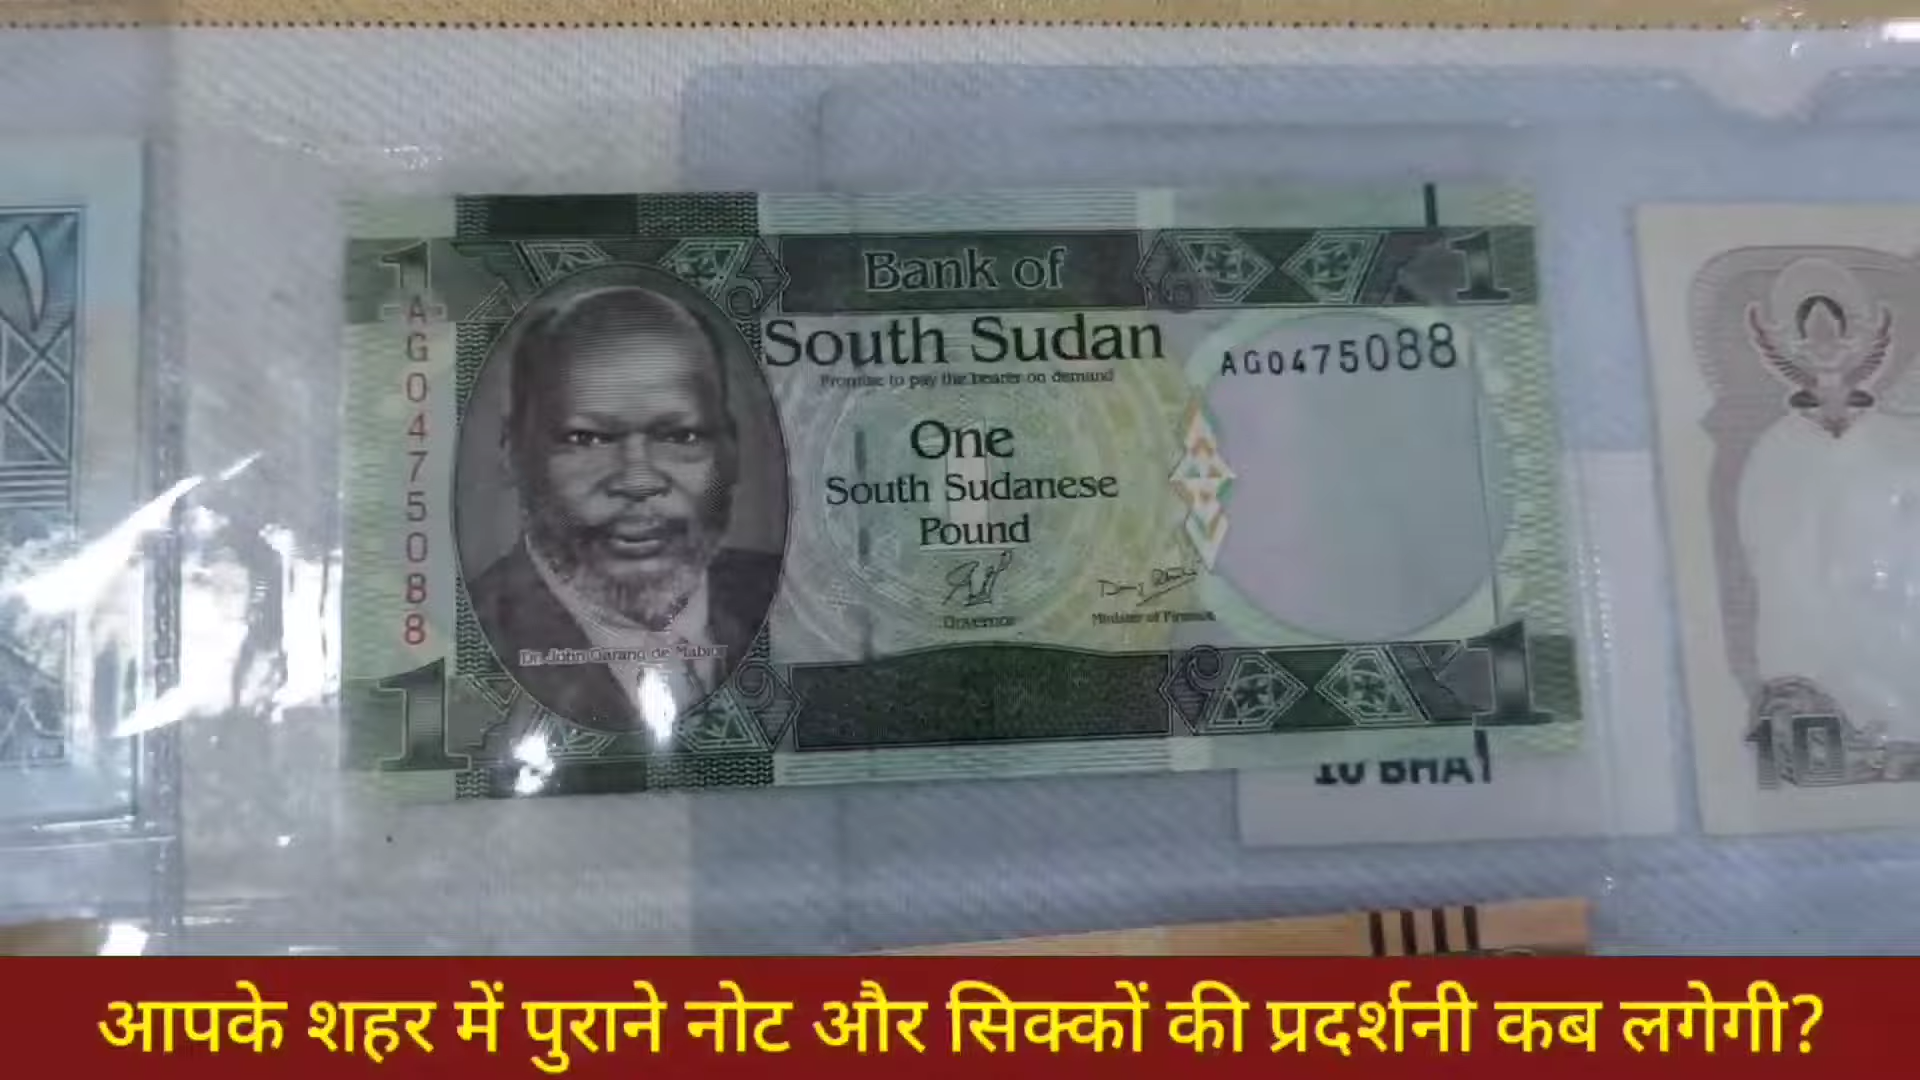 1
1
Bank of
South Sudan
Promise to pay the bearer on demand
AG0475088
AG0475088
One
South Sudanese
Pound
Governor
Minister of Finance
Dr. John Garang de Mabior
1
1
10
आपके शहर में पुराने नोट और सिक्कों की प्रदर्शनी कब लगेगी?